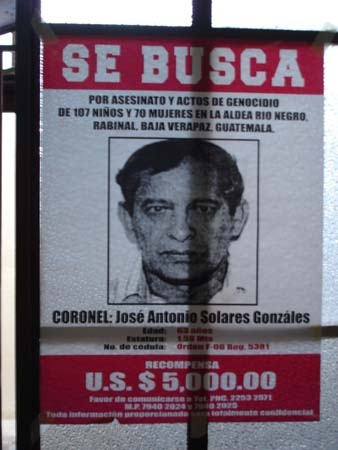 SE BUSCA
POR ASESINATO Y ACTOS DE GENOCIDIO
DE 107 NIÑOS Y 70 MUJERES EN LA ALDEA RIO NEGRO,
RABINAL, BAJA VERAPAZ, GUATEMALA.
CORONEL: José Antonio Solares Gonzáles
Edad: 63 años
Estatura: 1.58 Mts
No. de cédula: Orden F-06 Reg. 5381
RECOMPENSA
U.S. $ 5,000.00
Favor de comunicarse a Tel. PNC. 2253 2971
M.P. 7940 2024 y 7940 2025
Toda información proporcionada será totalmente confidencial